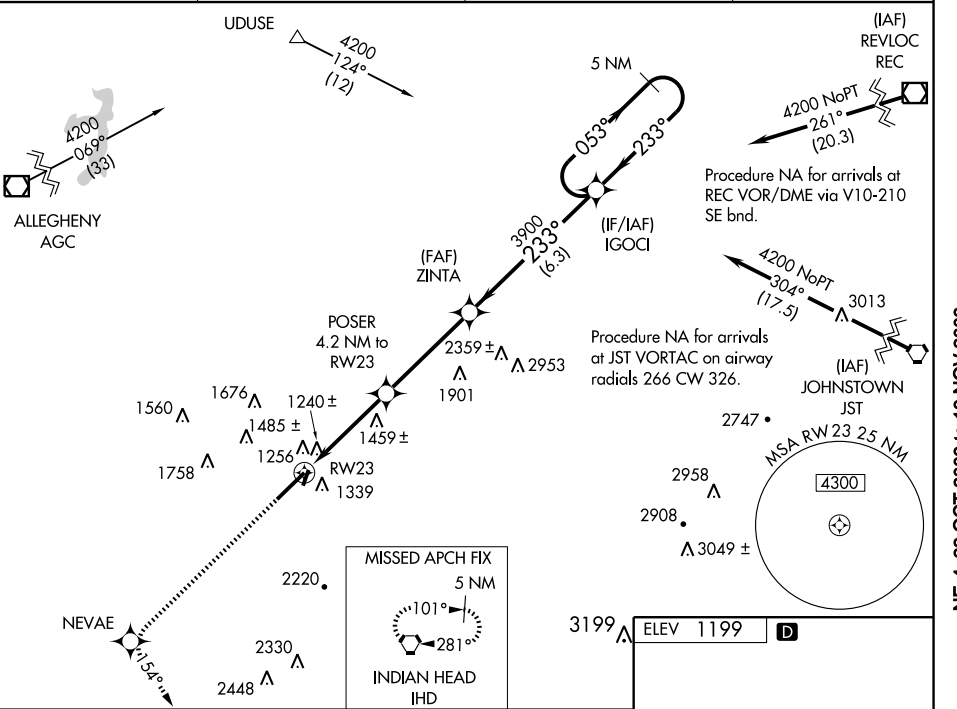 UDUSE
4200
124°
(12)
4200
069°
(33)
ALLEGHENY
AGC
5 NM
053°
233°
(IAF)
REVLOC
REC
4200 NoPT
261°
(20.3)
Procedure NA for arrivals at
REC VOR/DME via V10-210
SE bnd.
(IF/IAF)
IGOCI
3900
233°
(6.3)
(FAF)
ZINTA
4200 NoPT
304°
(17.5)
3013
(IAF)
JOHNSTOWN
JST
Procedure NA for arrivals
at JST VORTAC on airway
radials 266 CW 326.
POSER
4.2 NM to
RW23
2359 ±
2953
1901
1676
1240 ±
1560
1485 ±
1459 ±
1256
1758
RW23
1339
2747
MSA RW 23 25 NM
4300
2958
2908
3049 ±
2220
NEVAE
154°
2330
2448
MISSED APCH FIX
5 NM
101°
281°
INDIAN HEAD
IHD
3199
ELEV 1199 D